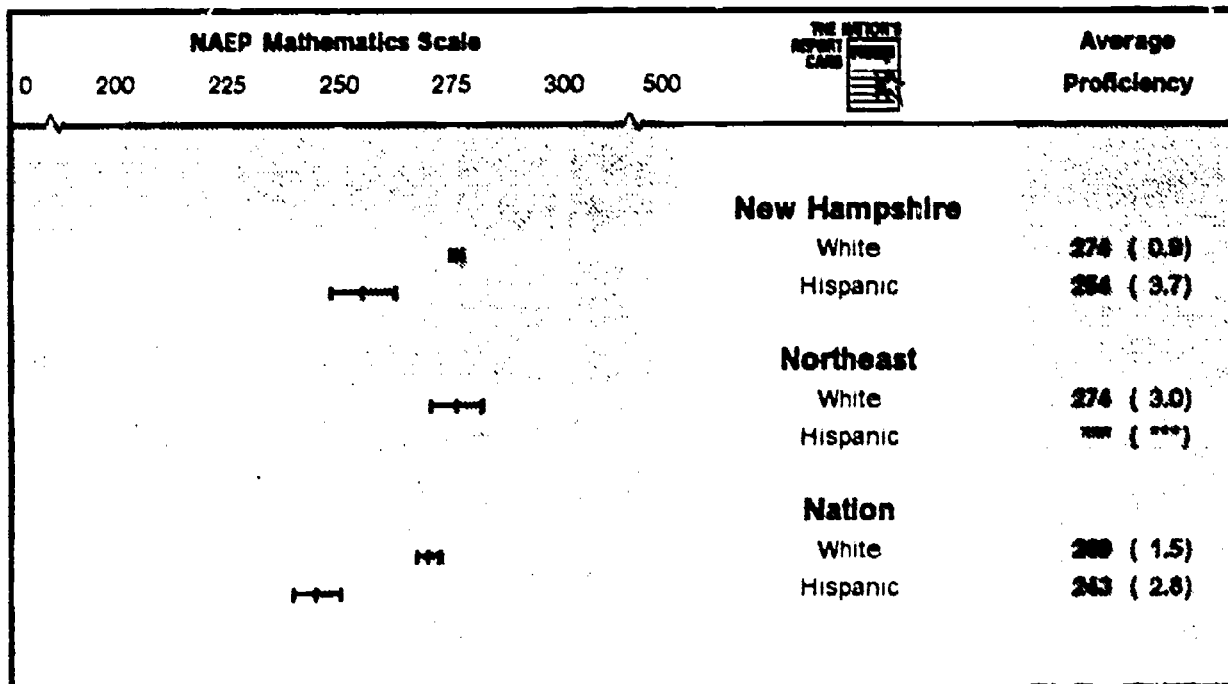 NAEP Mathematics Scale
THE NATION'S
REPORT
CARD
Average
Proficiency
0 200 225 250 275 300 500
New Hampshire
White 274 ( 0.9)
Hispanic 254 ( 3.7)
Northeast
White 274 ( 3.0)
Hispanic *** ( ***)
Nation
White 269 ( 1.5)
Hispanic 243 ( 2.8)